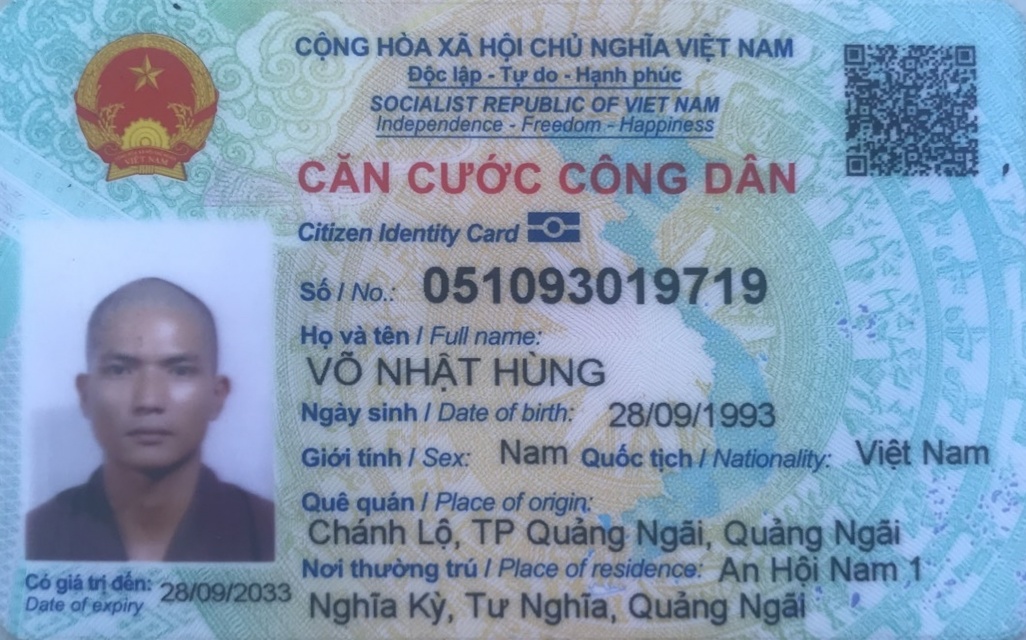 CỘNG HÒA XÃ HỘI CHỦ NGHĨA VIỆT NAM
Độc lập - Tự do - Hạnh phúc
SOCIALIST REPUBLIC OF VIET NAM
Independence - Freedom - Happiness
CĂN CƯỚC CÔNG DÂN
Citizen Identity Card
Số / No.: 051093019719
Họ và tên / Full name:
VÕ NHẬT HÙNG
Ngày sinh / Date of birth: 28/09/1993
Giới tính / Sex: Nam Quốc tịch / Nationality: Việt Nam
Quê quán / Place of origin:
Chánh Lộ, TP Quảng Ngãi, Quảng Ngãi
Nơi thường trú / Place of residence: An Hội Nam 1
Nghĩa Kỳ, Tư Nghĩa, Quảng Ngãi
Có giá trị đến: 28/09/2033
Date of expiry
VIỆT NAM